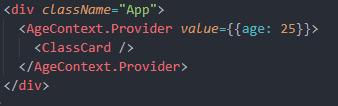 <div className="App">
<AgeContext.Provider value={{age: 25}}>
<ClassCard />
</AgeContext.Provider>
</div>